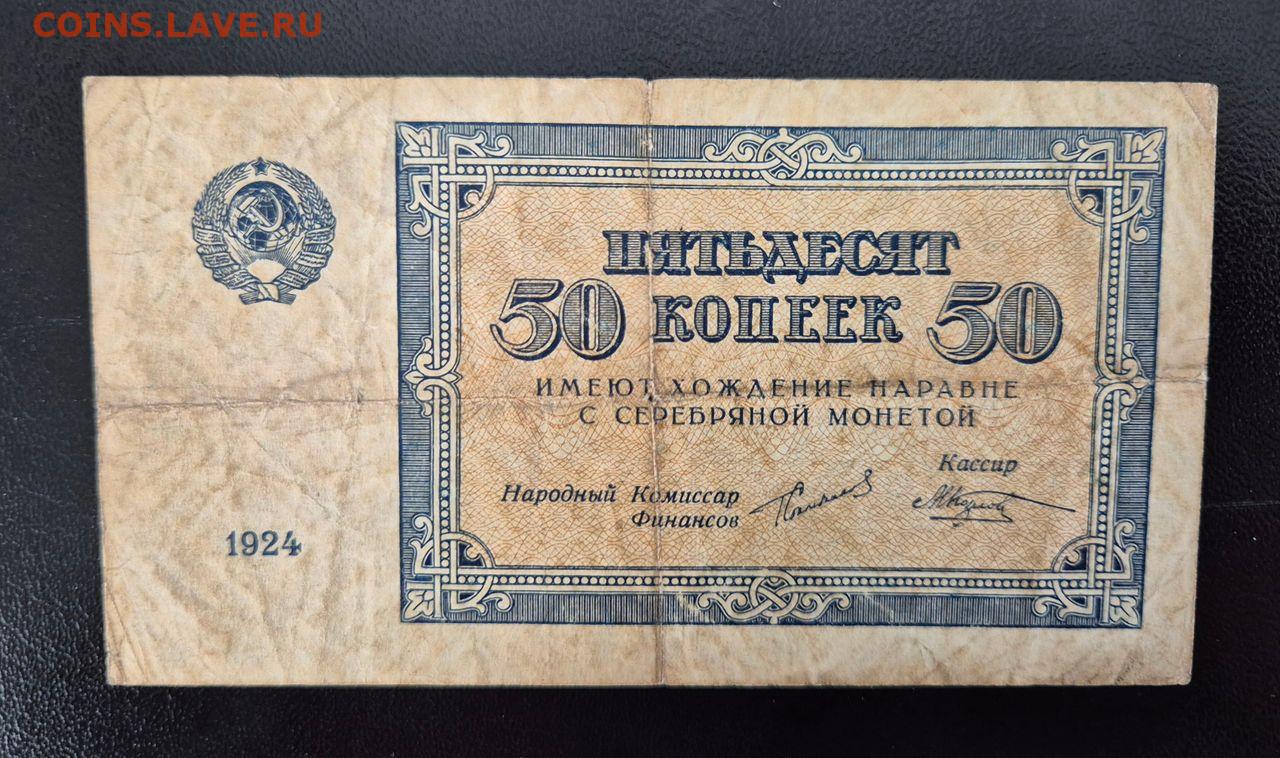 COINS.LAVE.RU
ПЯТЬДЕСЯТ
50 КОПЕЕК 50
ИМЕЮТ ХОЖДЕНИЕ НАРАВНЕ
С СЕРЕБРЯНОЙ МОНЕТОЙ
Кассир
Народный Комиссар
Финансов
1924